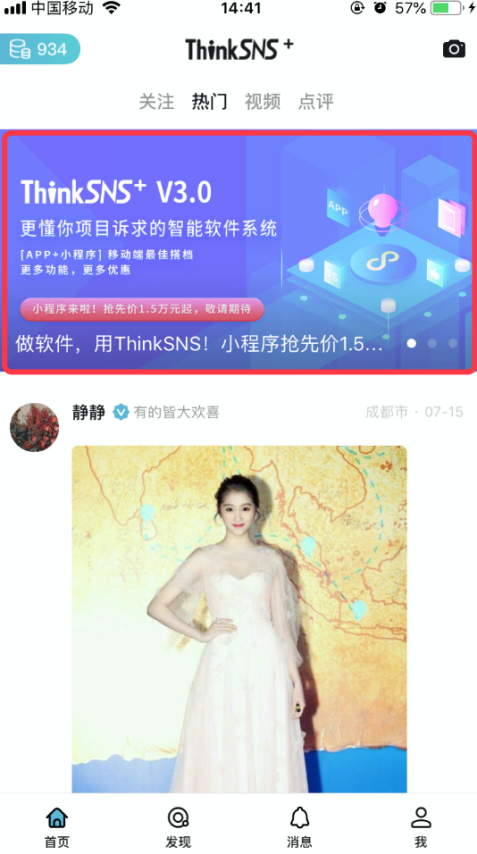 中国移动 14:41 57%
934 ThinkSNS+
关注 热门 视频 点评
ThinkSNS+ V3.0
更懂你项目诉求的智能软件系统
[APP+小程序] 移动端最佳搭档
更多功能，更多优惠
小程序来啦！抢先价1.5万元起，敬请期待
做软件，用ThinkSNS！小程序抢先价1.5...
APP
静静 有的皆大欢喜 成都市 · 07-15
首页 发现 消息 我